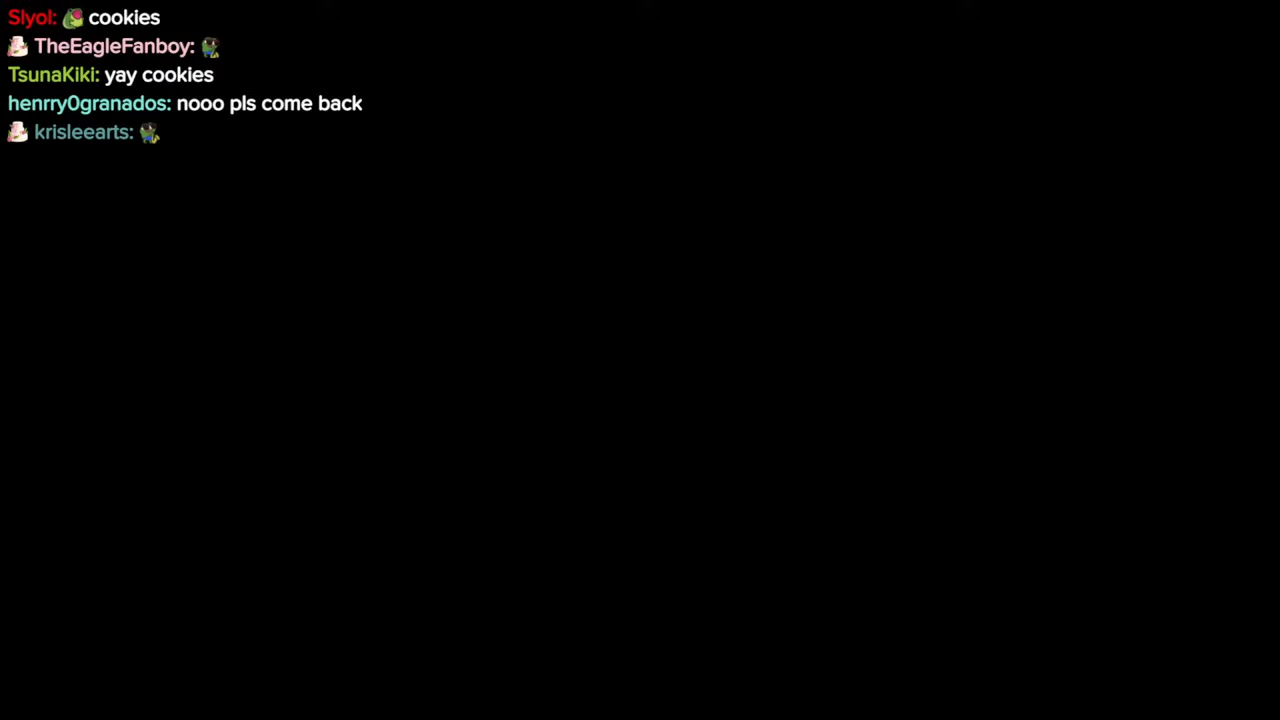 Slyol: cookies
TheEagleFanboy:
TsunaKiki: yay cookies
henrry0granados: nooo pls come back
krisleearts: